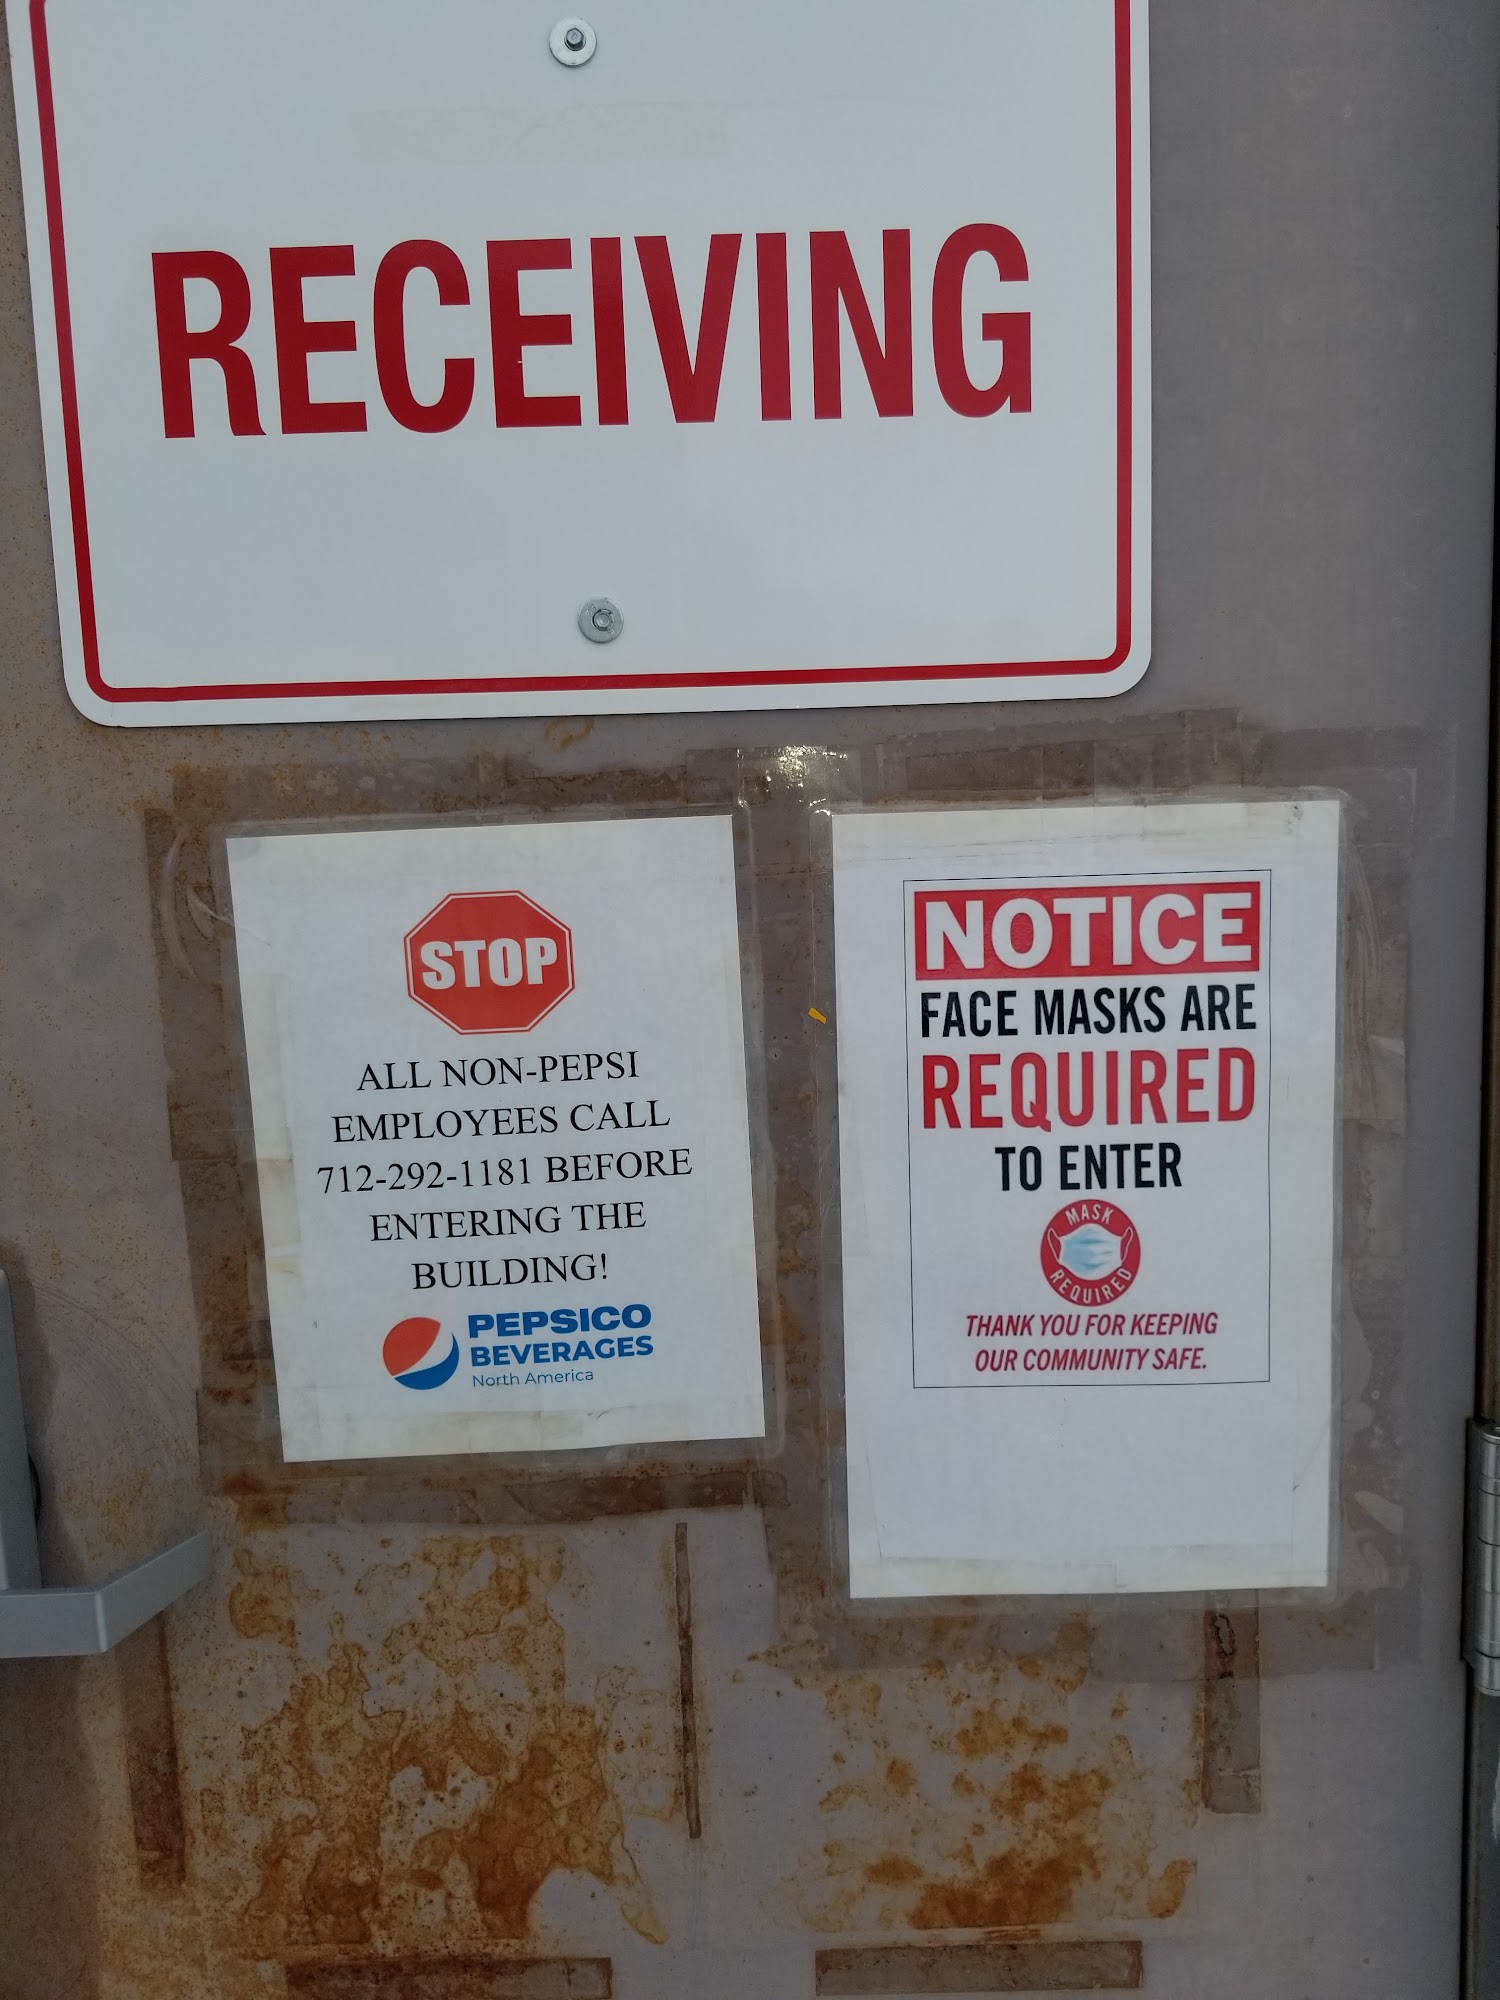 RECEIVING
STOP
ALL NON-PEPSI
EMPLOYEES CALL
712-292-1181 BEFORE
ENTERING THE
BUILDING!
PEPSICO
BEVERAGES
North America
NOTICE
FACE MASKS ARE
REQUIRED
TO ENTER
MASK
REQUIRED
THANK YOU FOR KEEPING
OUR COMMUNITY SAFE.